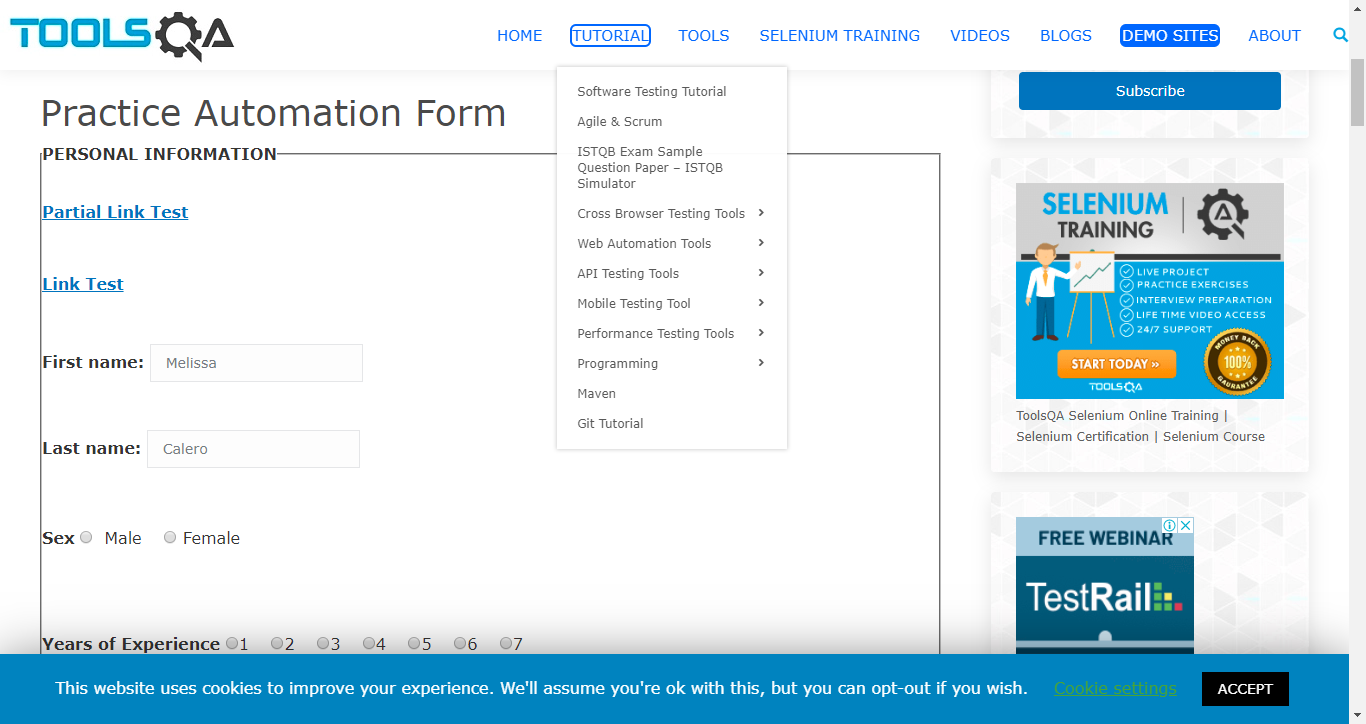 TOOLSQA
HOME TUTORIAL TOOLS SELENIUM TRAINING VIDEOS BLOGS DEMO SITES ABOUT
Software Testing Tutorial
Agile & Scrum
ISTQB Exam Sample
Question Paper – ISTQB
Simulator
Cross Browser Testing Tools
Web Automation Tools
API Testing Tools
Mobile Testing Tool
Performance Testing Tools
Programming
Maven
Git Tutorial
Practice Automation Form
PERSONAL INFORMATION
Partial Link Test
Link Test
First name: Melissa
Last name: Calero
Sex Male Female
Years of Experience 1 2 3 4 5 6 7
Subscribe
SELENIUM
TRAINING
LIVE PROJECT
PRACTICE EXERCISES
INTERVIEW PREPARATION
LIFE TIME VIDEO ACCESS
24/7 SUPPORT
START TODAY »
TOOLSQA
MONEY BACK
100%
GAURANTEE
ToolsQA Selenium Online Training |
Selenium Certification | Selenium Course
FREE WEBINAR
TestRail
This website uses cookies to improve your experience. We'll assume you're ok with this, but you can opt-out if you wish. Cookie settings ACCEPT